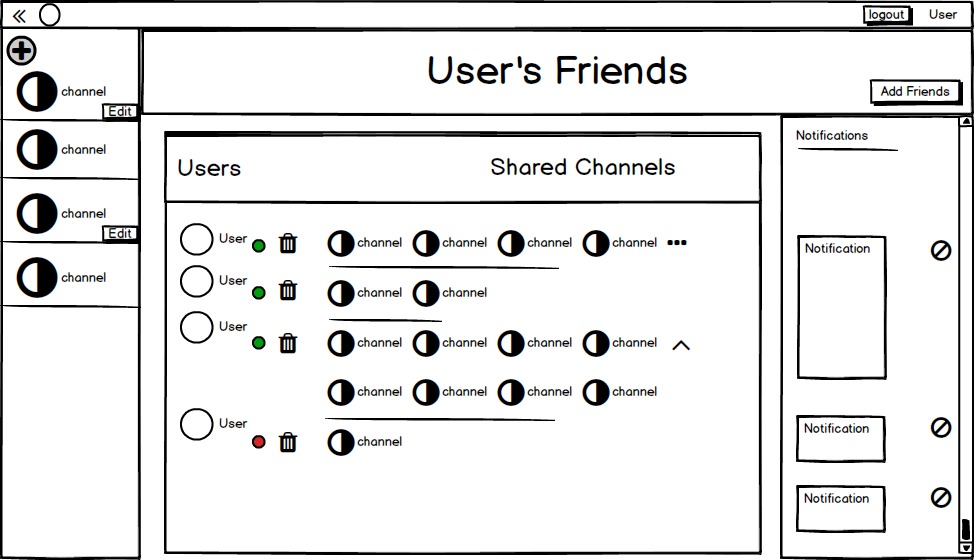 logout User
User's Friends
Add Friends
channel
Edit
channel
channel
Edit
channel
Users Shared Channels
User channel channel channel channel
User channel channel
User channel channel channel channel
channel channel channel channel
User channel
Notifications
Notification
Notification
Notification